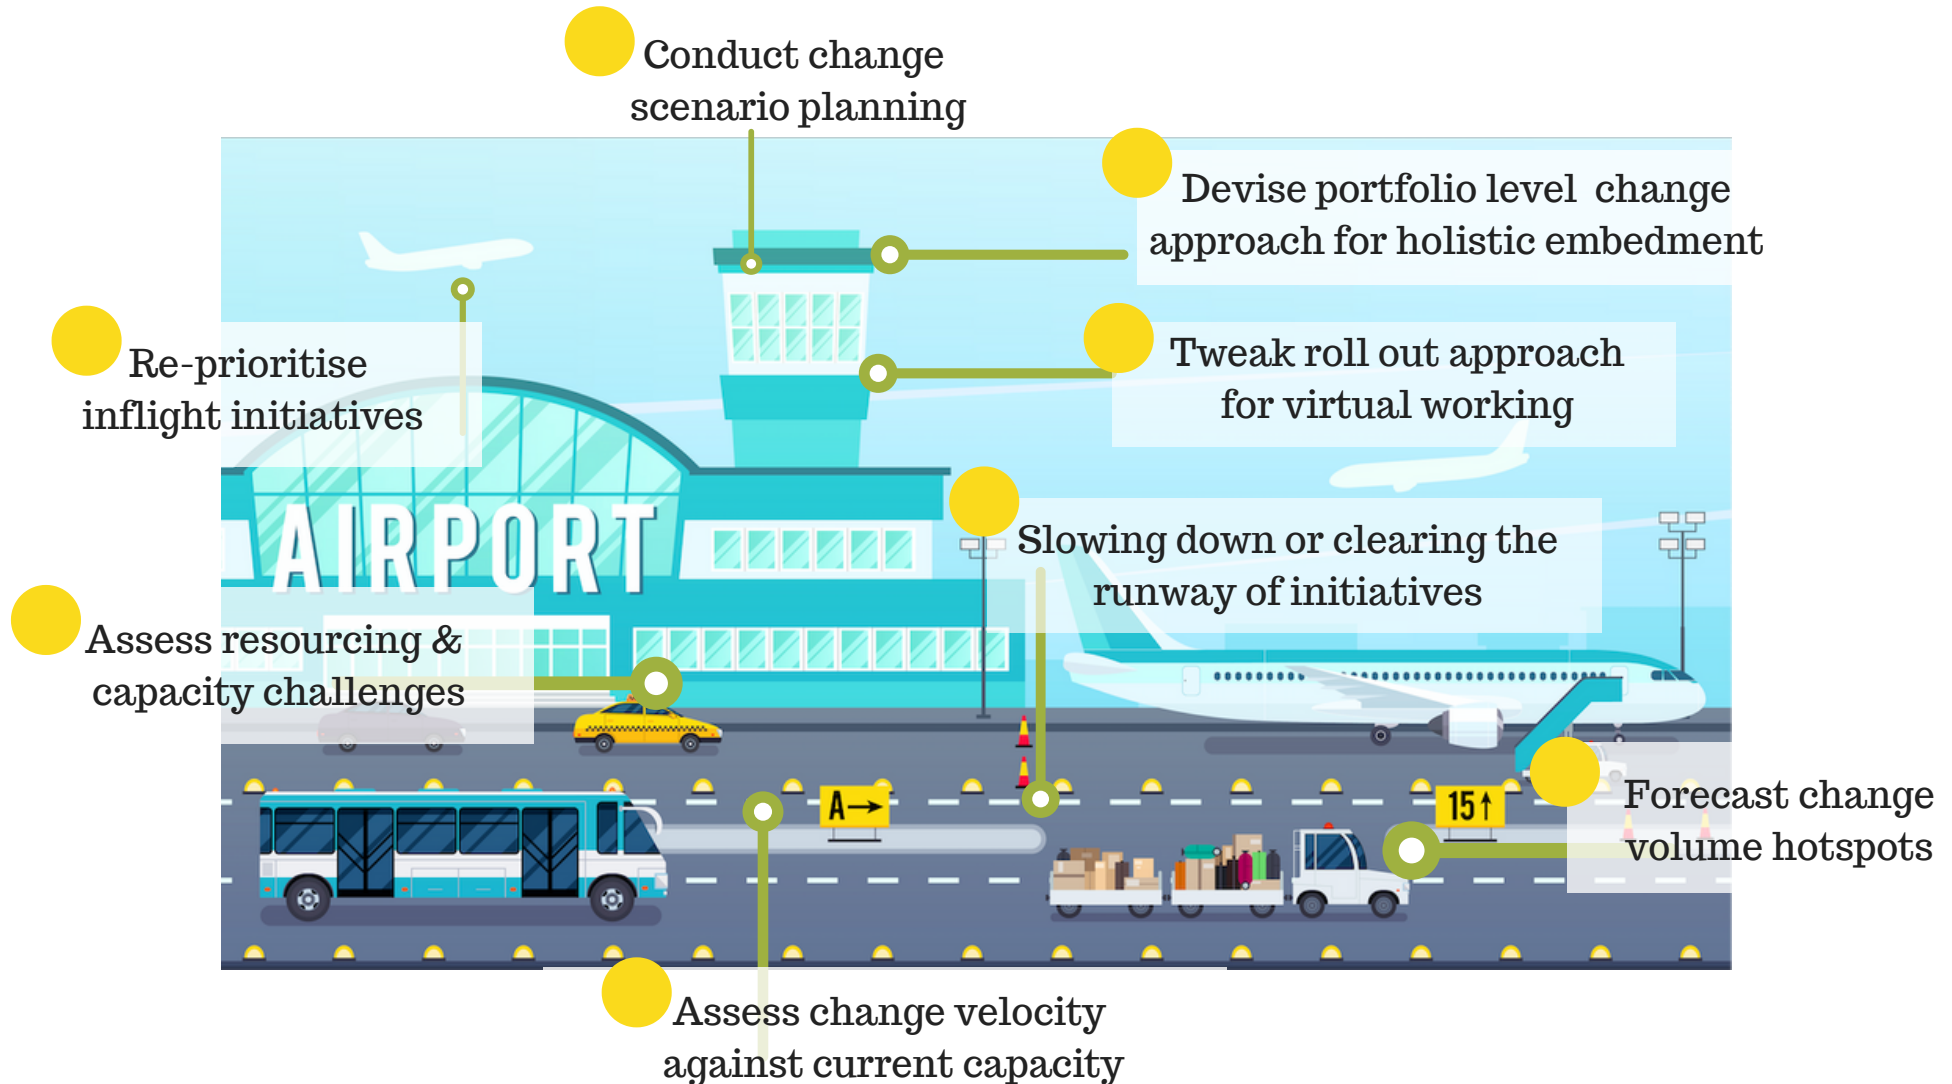 Conduct change
scenario planning
Devise portfolio level change
approach for holistic embedment
Re-prioritise
inflight initiatives
Tweak roll out approach
for virtual working
AIRPORT
Slowing down or clearing the
runway of initiatives
Assess resourcing &
capacity challenges
A→
15↑
Forecast change
volume hotspots
Assess change velocity
against current capacity